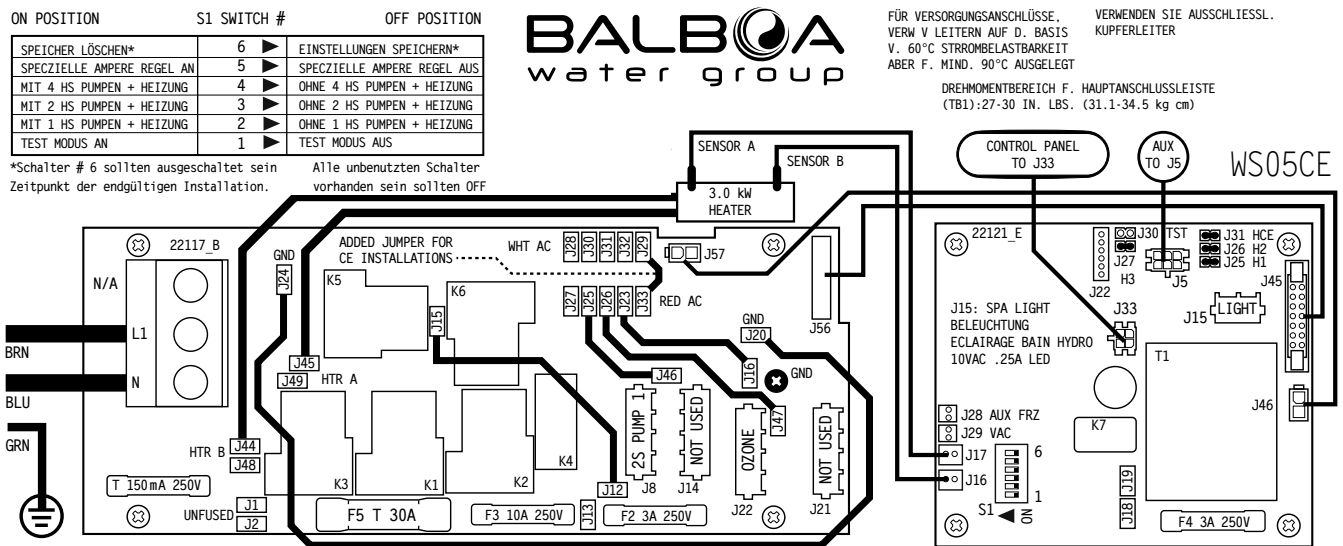 ON POSITION S1 SWITCH # OFF POSITION
SPEICHER LÖSCHEN* 6 ► EINSTELLUNGEN SPEICHERN*
SPECZIELLE AMPERE REGEL AN 5 ► SPECZIELLE AMPERE REGEL AUS
MIT 4 HS PUMPEN + HEIZUNG 4 ► OHNE 4 HS PUMPEN + HEIZUNG
MIT 2 HS PUMPEN + HEIZUNG 3 ► OHNE 2 HS PUMPEN + HEIZUNG
MIT 1 HS PUMPEN + HEIZUNG 2 ► OHNE 1 HS PUMPEN + HEIZUNG
TEST MODUS AN 1 ► TEST MODUS AUS
*Schalter # 6 sollten ausgeschaltet sein
Zeitpunkt der endgültigen Installation.
Alle unbenutzten Schalter
vorhanden sein sollten OFF
BALBOA
water group
FÜR VERSORGUNGSANSCHLÜSSE,
VERW V LEITERN AUF D. BASIS
V. 60°C STRROMBELASTBARKEIT
ABER F. MIND. 90°C AUSGELEGT
VERWENDEN SIE AUSSCHLIESSL.
KUPFERLEITER
DREHMOMENTBEREICH F. HAUPTANSCHLUSSLEISTE
(TB1):27-30 IN. LBS. (31.1-34.5 kg cm)
SENSOR A
SENSOR B
3.0 kW
HEATER
CONTROL PANEL
TO J33
AUX
TO J5
WS05CE
22117_B
N/A
L1
N
BRN
BLU
GRN
GND
J24
ADDED JUMPER FOR
CE INSTALLATIONS
WHT AC
J28
J30
J31
J32
J29
J57
K5
K6
J15
J27
J25
J26
J23
J33
RED AC
J56
GND
J20
J45
J49
HTR A
J46
J16
GND
J47
HTR B
J44
J48
K3
K1
K2
K4
2S PUMP 1
J8
NOT USED
J14
OZONE
J22
NOT USED
J21
T 150mA 250V
UNFUSED
J1
J2
F5 T 30A
F3 10A 250V
J12
J13
F2 3A 250V
22121_E
J22
J30 TST
J27
H3
J5
J31 HCE
J26 H2
J25 H1
J45
J15: SPA LIGHT
BELEUCHTUNG
ECLAIRAGE BAIN HYDRO
10VAC .25A LED
J33
J15
LIGHT
T1
K7
J46
J28 AUX FRZ
J29 VAC
J17
J16
6
1
S1
ON
J19
J18
F4 3A 250V